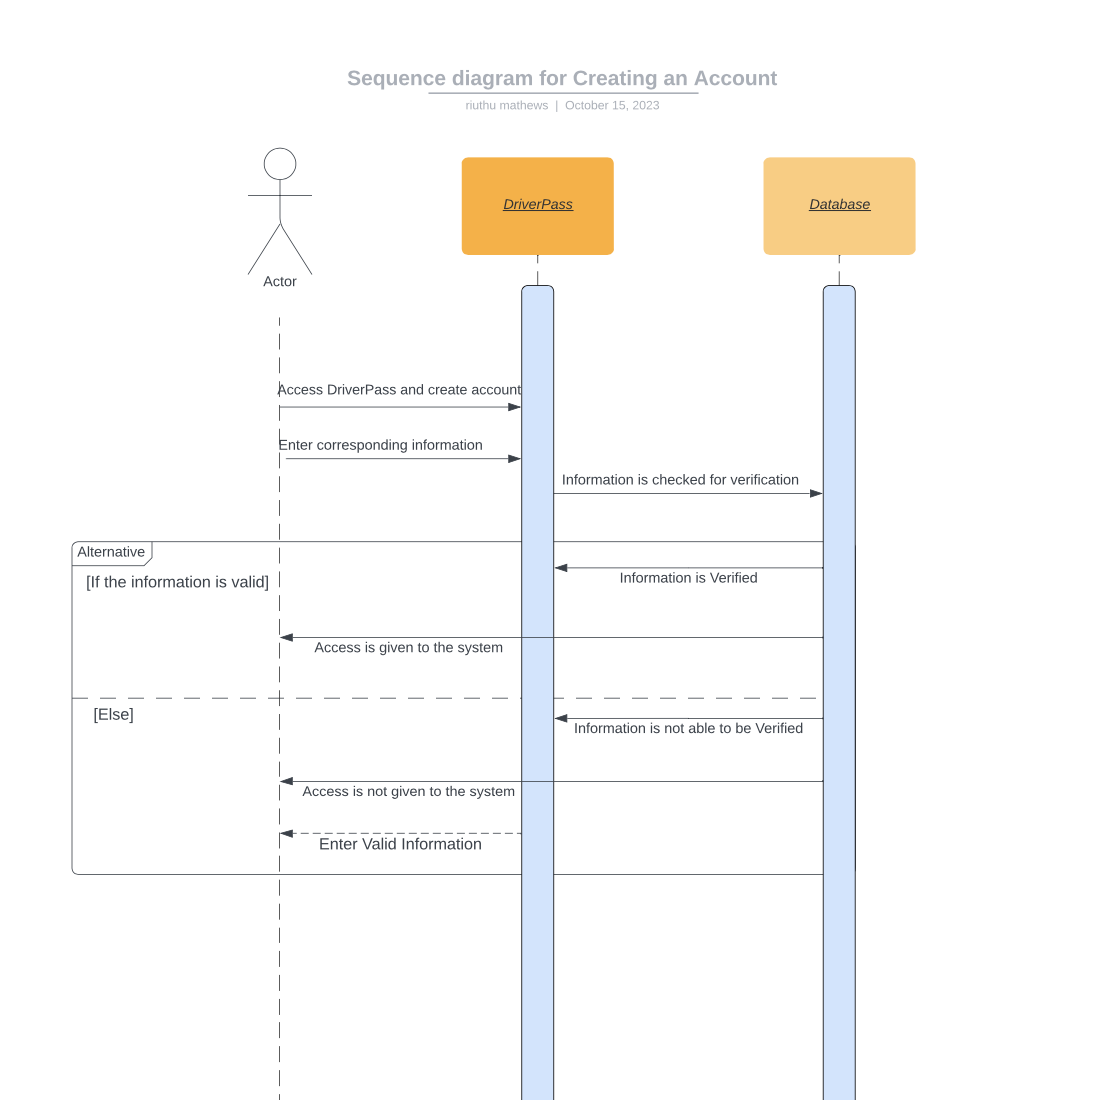 Sequence diagram for Creating an Account
riuthu mathews | October 15, 2023
DriverPass
Database
Actor
Access DriverPass and create account
Enter corresponding information
Information is checked for verification
Alternative
[If the information is valid]
Information is Verified
Access is given to the system
[Else]
Information is not able to be Verified
Access is not given to the system
Enter Valid Information